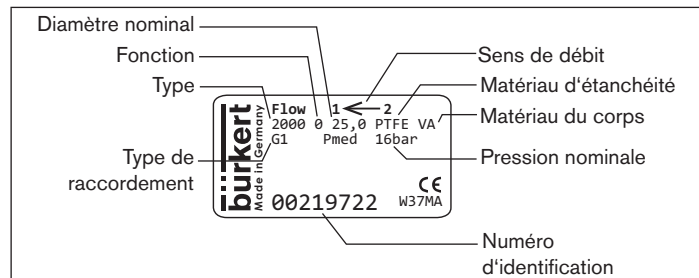 Diamètre nominal
Fonction
Type
Type de
raccordement
bürkert
Made in Germany
Flow 1 2
2000 0 25,0 PTFE VA
G1 Pmed 16bar
CE
00219722 W37MA
Sens de débit
Matériau d'étanchéité
Matériau du corps
Pression nominale
Numéro
d'identification